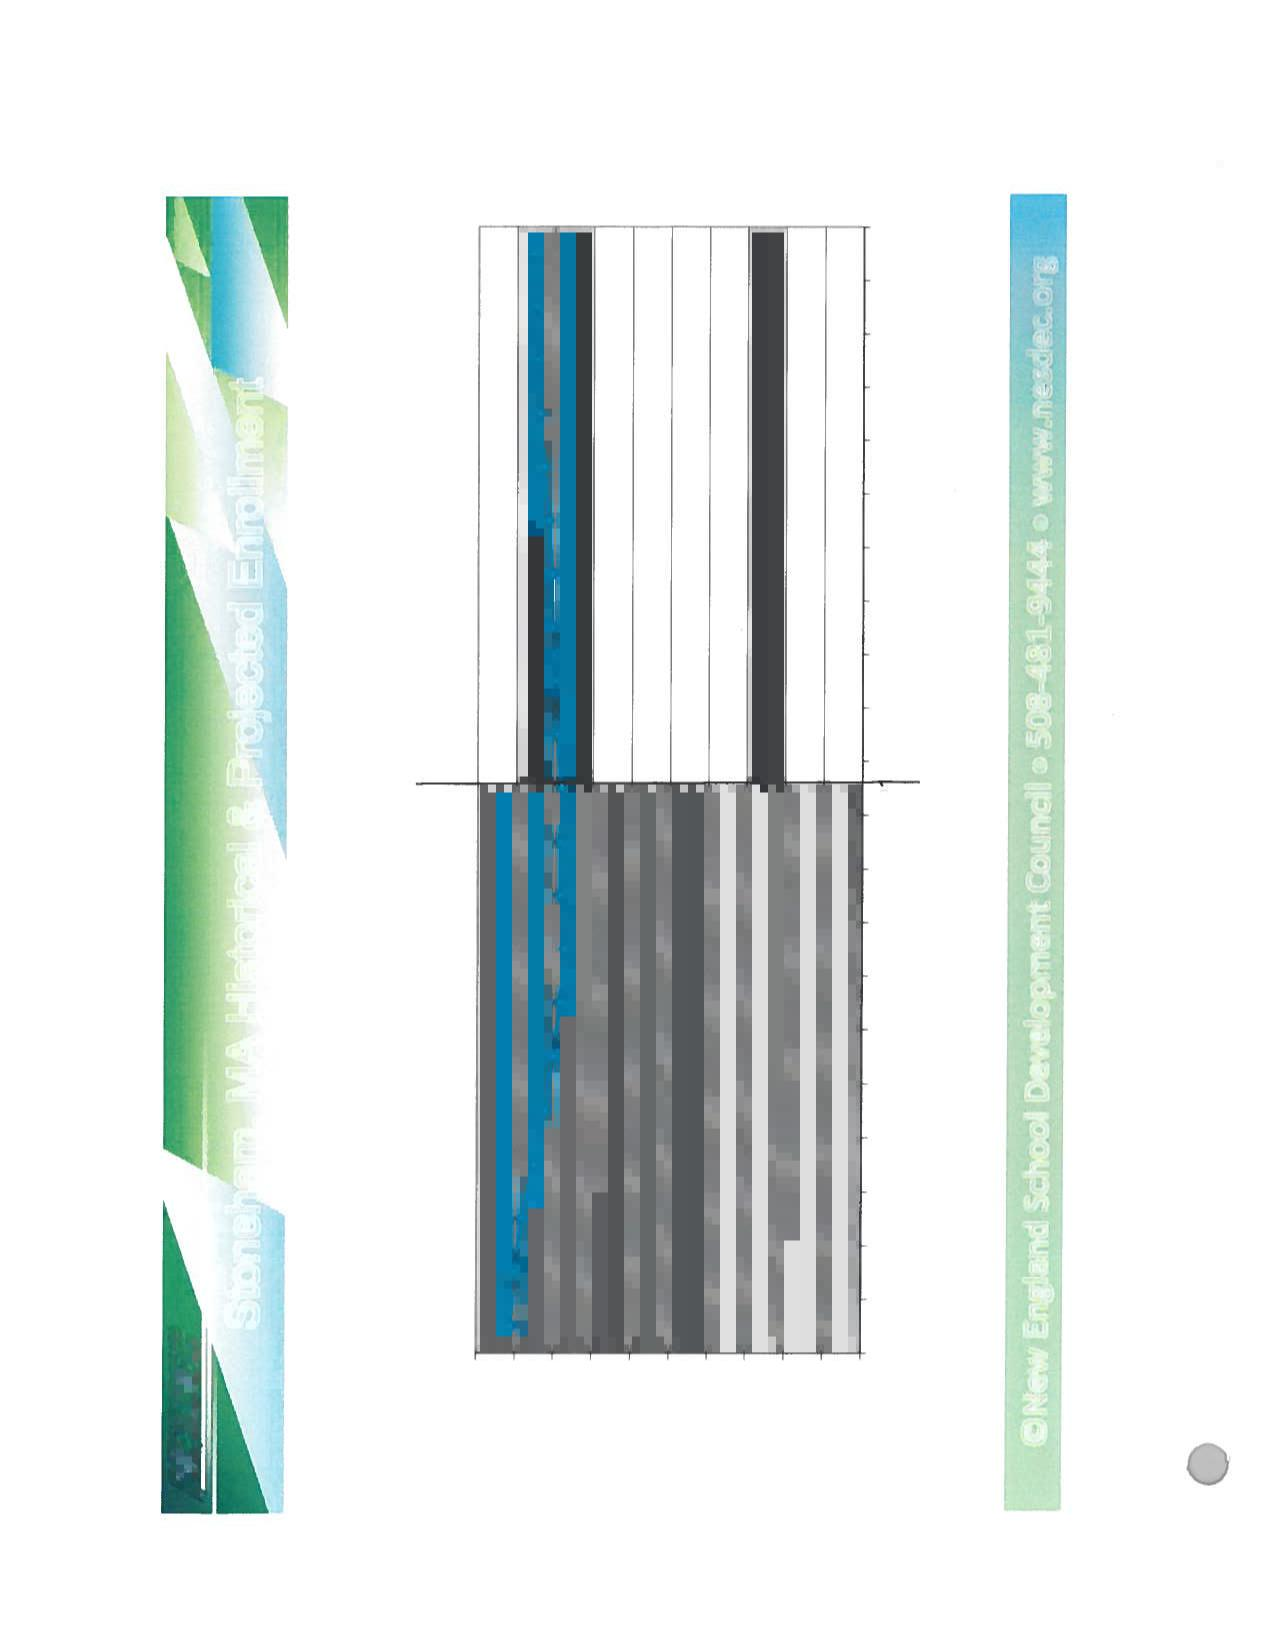 Stoneham, MA Historical & Projected Enrollment
©New England School Development Council • 508-481-9444 • www.nesdec.org